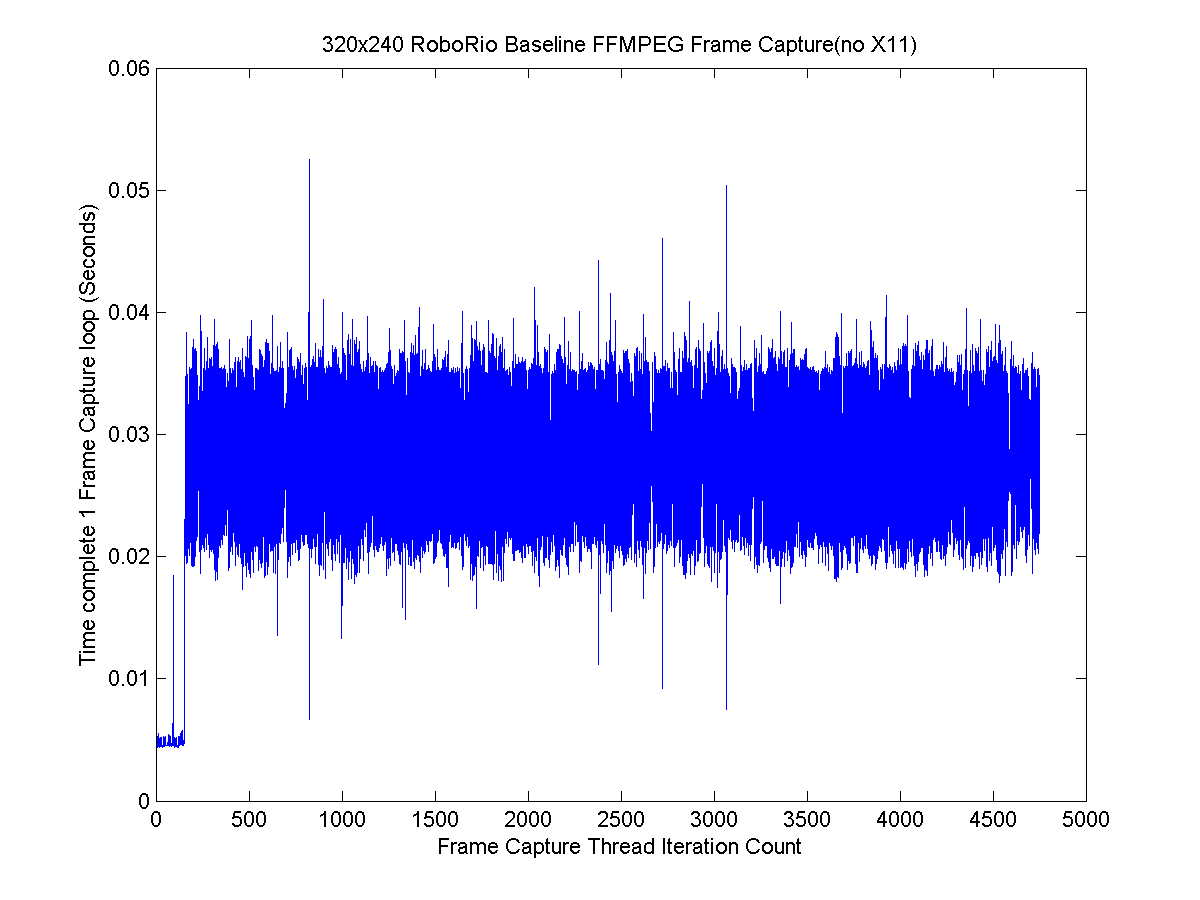 320x240 RoboRio Baseline FFMPEG Frame Capture(no X11)
0.06
0.05
0.04
0.03
0.02
0.01
0
Time complete 1 Frame Capture loop (Seconds)
0 500 1000 1500 2000 2500 3000 3500 4000 4500 5000
Frame Capture Thread Iteration Count